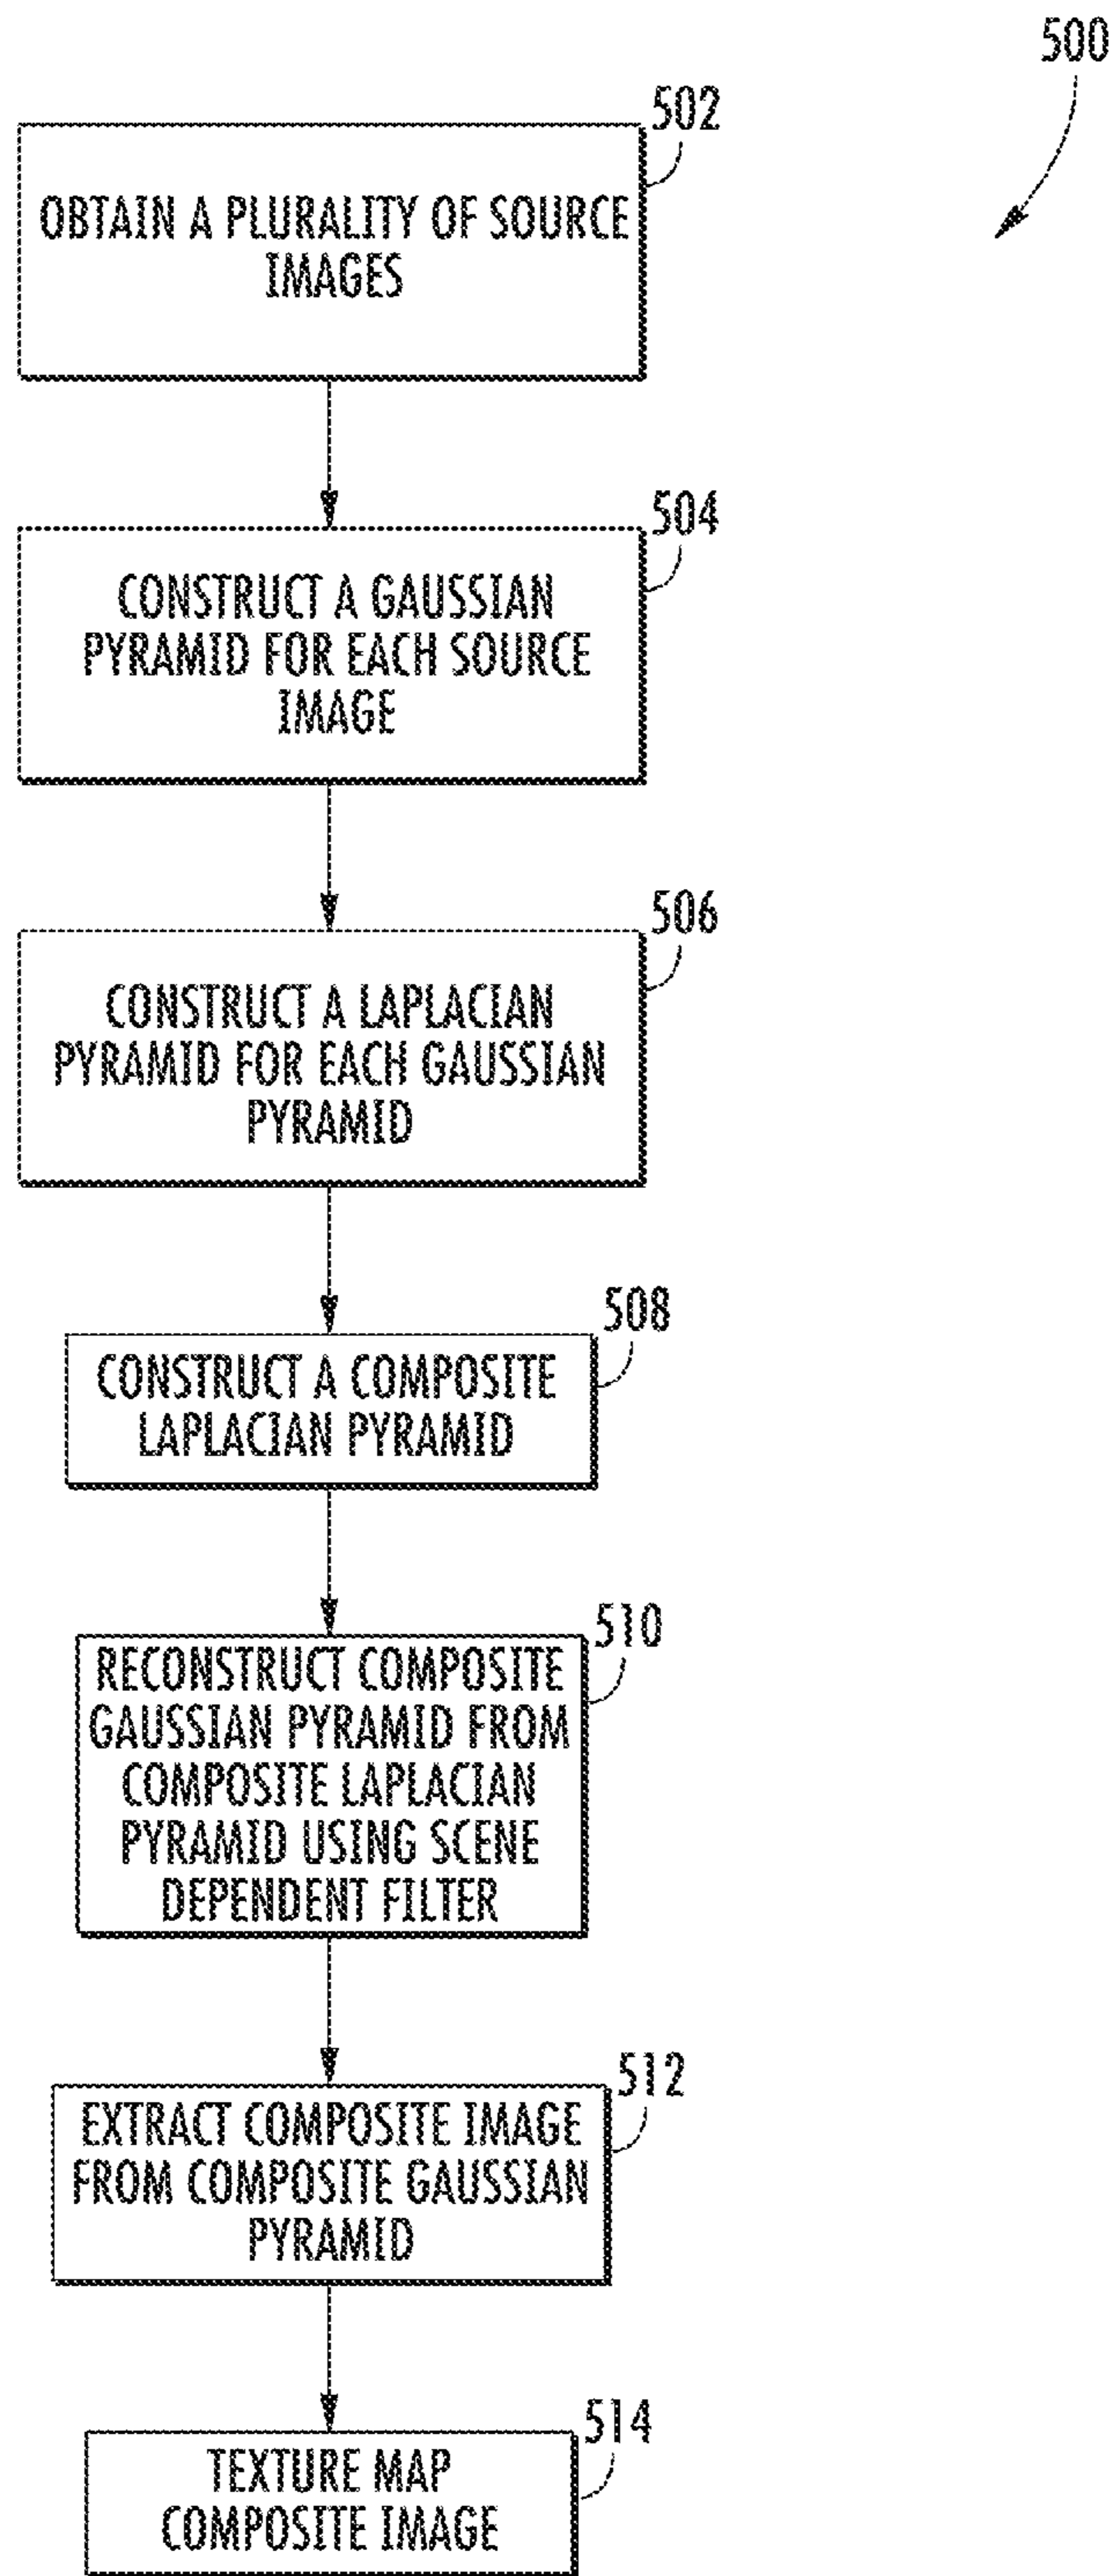 500
502
OBTAIN A PLURALITY OF SOURCE
IMAGES
504
CONSTRUCT A GAUSSIAN
PYRAMID FOR EACH SOURCE
IMAGE
506
CONSTRUCT A LAPLACIAN
PYRAMID FOR EACH GAUSSIAN
PYRAMID
508
CONSTRUCT A COMPOSITE
LAPLACIAN PYRAMID
510
RECONSTRUCT COMPOSITE
GAUSSIAN PYRAMID FROM
COMPOSITE LAPLACIAN
PYRAMID USING SCENE
DEPENDENT FILTER
512
EXTRACT COMPOSITE IMAGE
FROM COMPOSITE GAUSSIAN
PYRAMID
514
TEXTURE MAP
COMPOSITE IMAGE